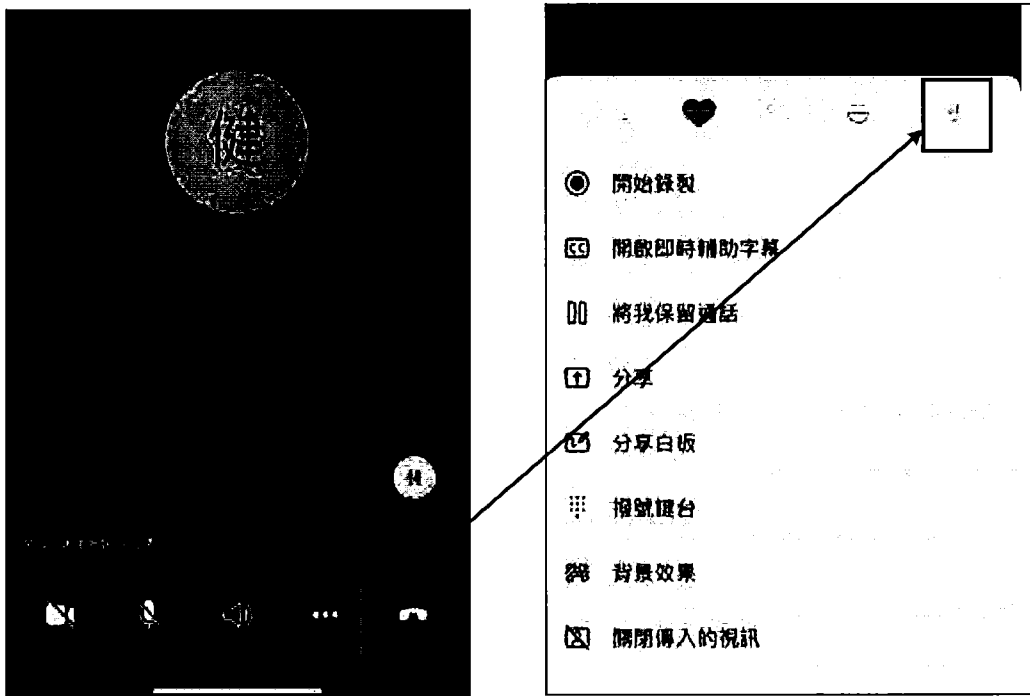 健
開始錄製
CC
開啟即時輔助字幕
將我保留通話
分享
分享白板
撥號鍵台
背景效果
關閉傳入的視訊